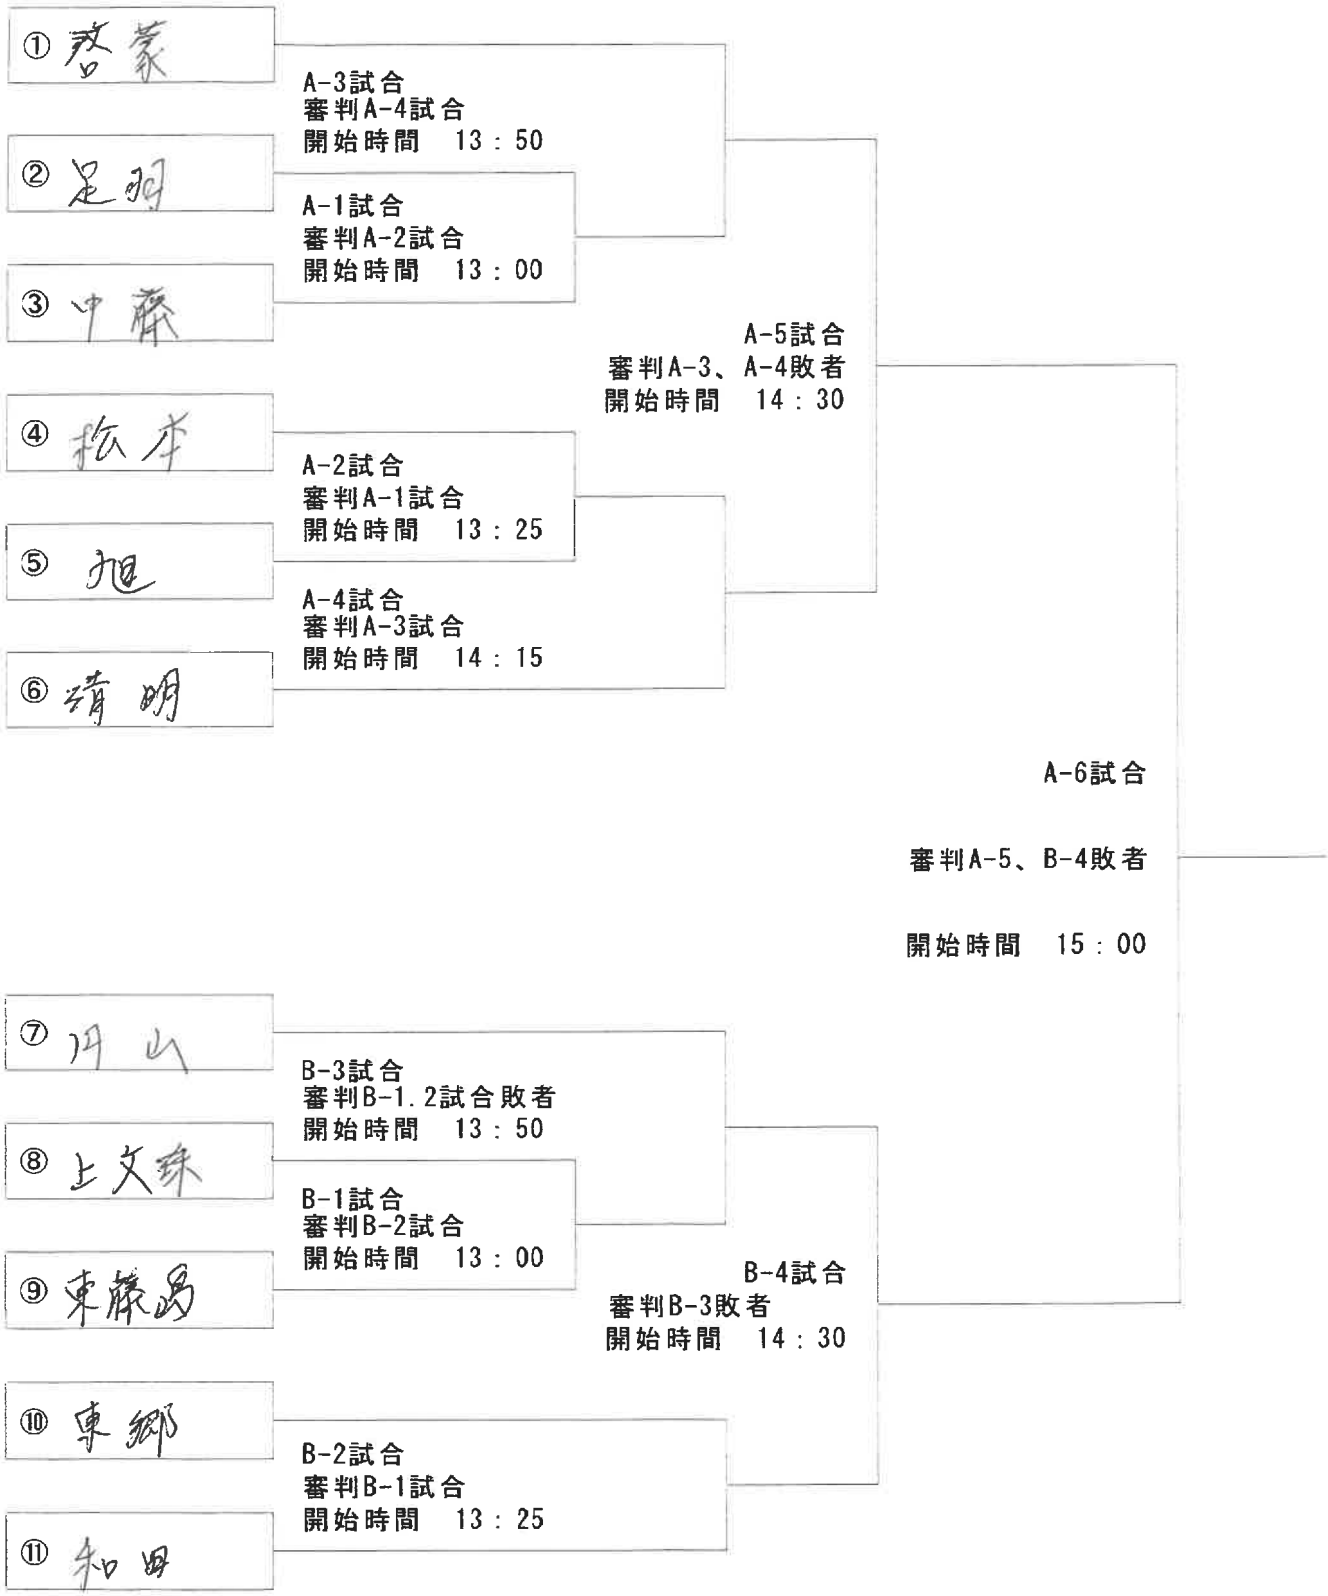 ① 啓蒙
A-3試合
審判A-4試合
開始時間　13：50
② 足羽
A-1試合
審判A-2試合
開始時間　13：00
③ 中藤
A-5試合
審判A-3、A-4敗者
開始時間　14：30
④ 松本
A-2試合
審判A-1試合
開始時間　13：25
⑤ 旭
A-4試合
審判A-3試合
開始時間　14：15
⑥ 清明
A-6試合
審判A-5、B-4敗者
開始時間　15：00
⑦ 円山
B-3試合
審判B-1.2試合敗者
開始時間　13：50
⑧ 上文殊
B-1試合
審判B-2試合
開始時間　13：00
⑨ 東藤島
B-4試合
審判B-3敗者
開始時間　14：30
⑩ 東郷
B-2試合
審判B-1試合
開始時間　13：25
⑪ 和田